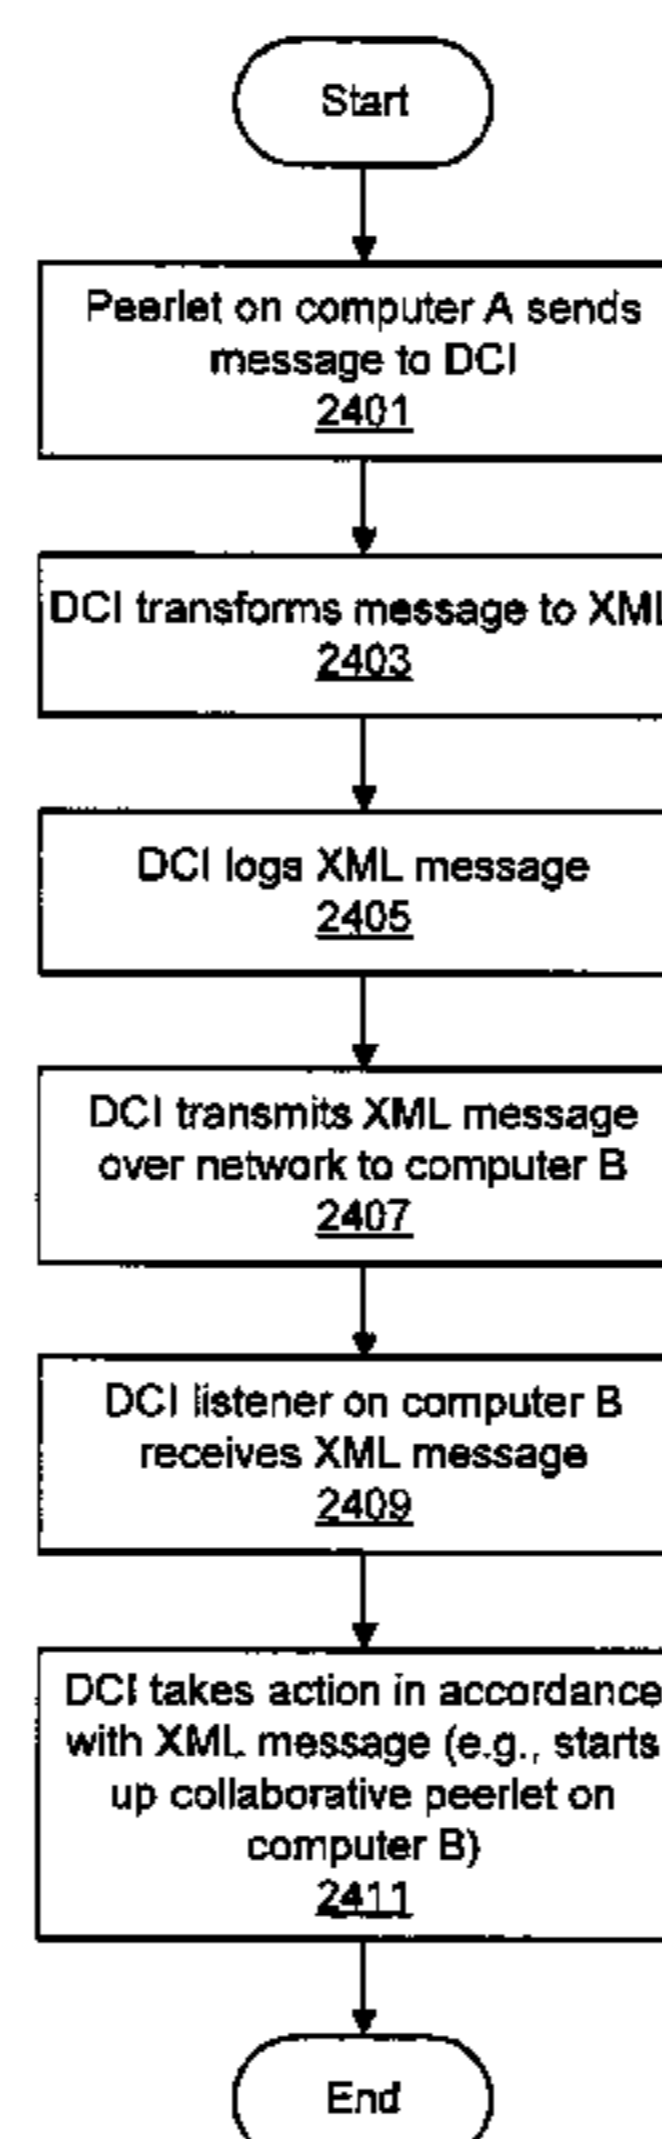 Start
Peerlet on computer A sends
message to DCI
2401
DCI transforms message to XML
2403
DCI logs XML message
2405
DCI transmits XML message
over network to computer B
2407
DCI listener on computer B
receives XML message
2409
DCI takes action in accordance
with XML message (e.g., starts
up collaborative peerlet on
computer B)
2411
End